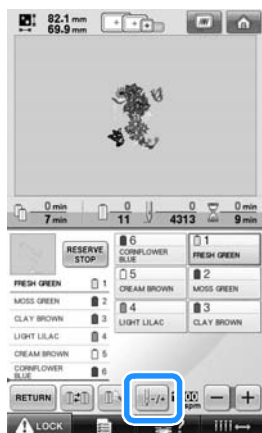 82.1 mm
69.9 mm
0 min
7 min
0
11
0
4313
0 min
9 min
RESERVE STOP
FRESH GREEN 1
MOSS GREEN 2
CLAY BROWN 3
LIGHT LILAC 4
CREAM BROWN 5
CORNFLOWER BLUE 6
6 CORNFLOWER BLUE
1 FRESH GREEN
5 CREAM BROWN
2 MOSS GREEN
4 LIGHT LILAC
3 CLAY BROWN
RETURN
-/+
spm
− +
LOCK